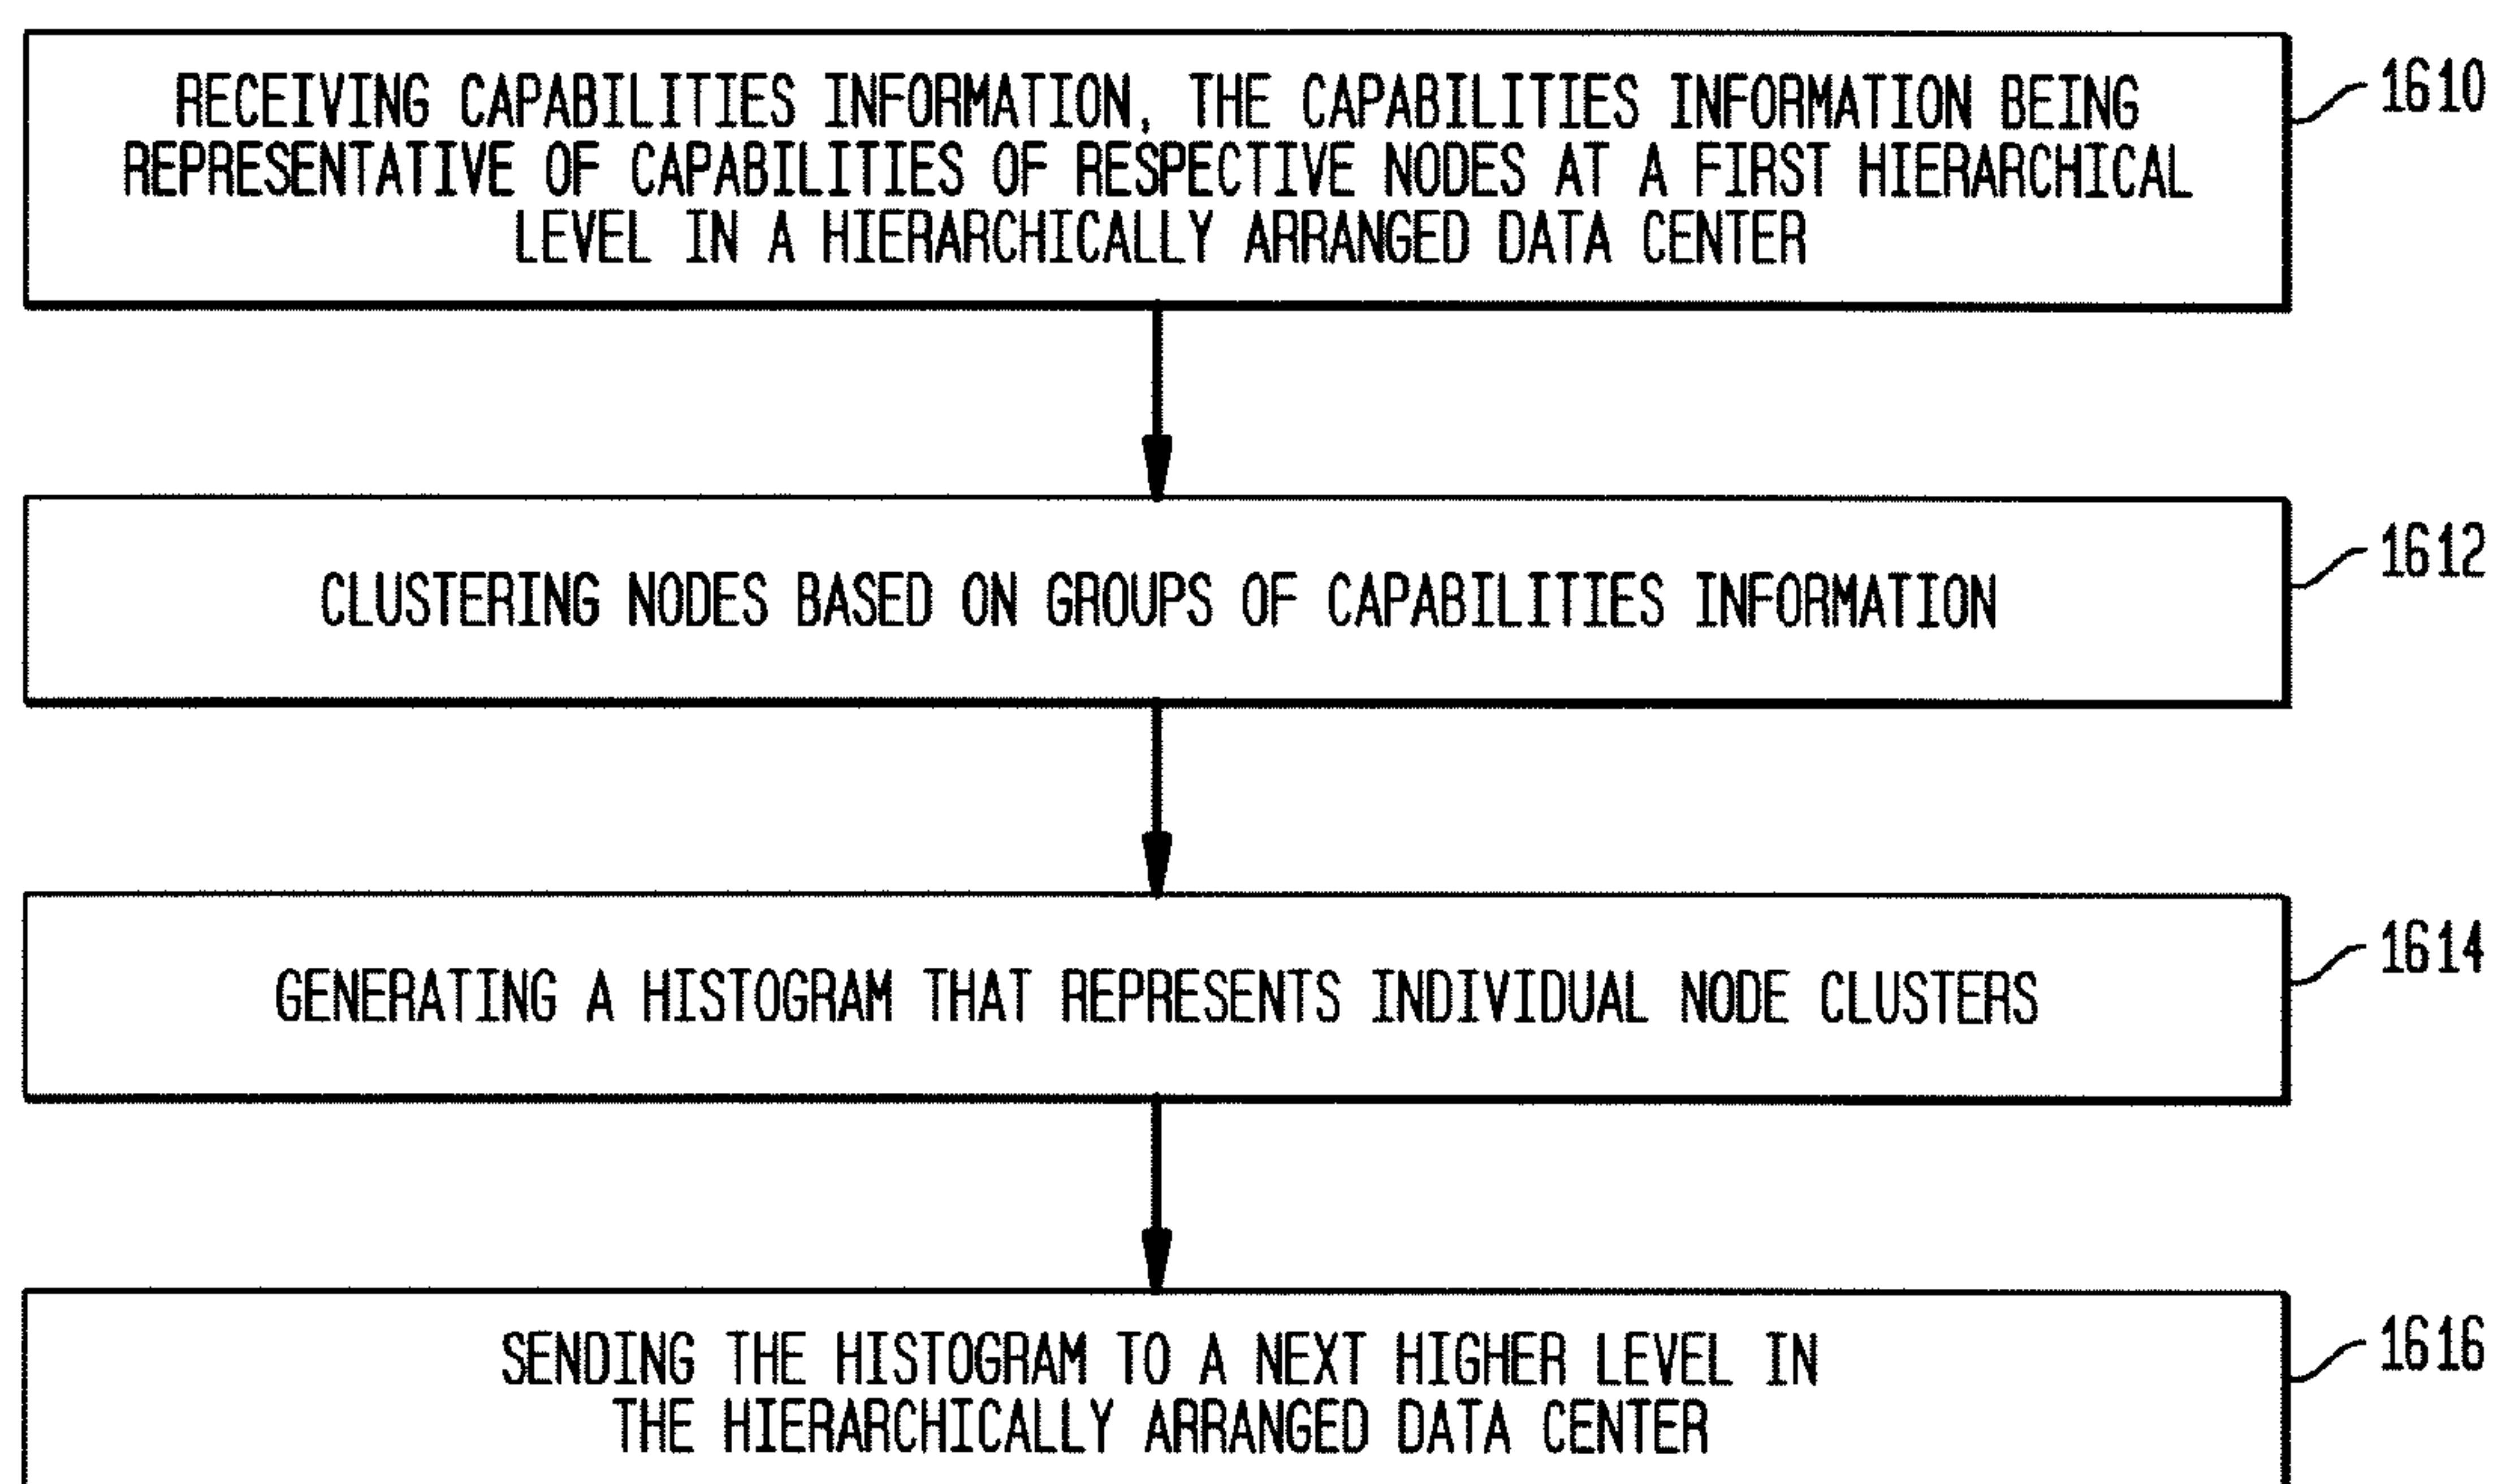 RECEIVING CAPABILITIES INFORMATION, THE CAPABILITIES INFORMATION BEING
REPRESENTATIVE OF CAPABILITIES OF RESPECTIVE NODES AT A FIRST HIERARCHICAL
LEVEL IN A HIERARCHICALLY ARRANGED DATA CENTER
1610
CLUSTERING NODES BASED ON GROUPS OF CAPABILITIES INFORMATION
1612
GENERATING A HISTOGRAM THAT REPRESENTS INDIVIDUAL NODE CLUSTERS
1614
SENDING THE HISTOGRAM TO A NEXT HIGHER LEVEL IN
THE HIERARCHICALLY ARRANGED DATA CENTER
1616